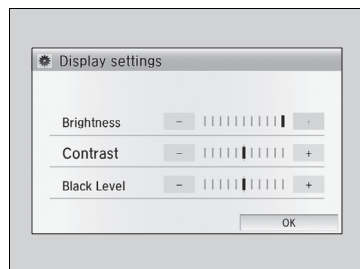 Display settings
Brightness - +
Contrast - +
Black Level - +
OK